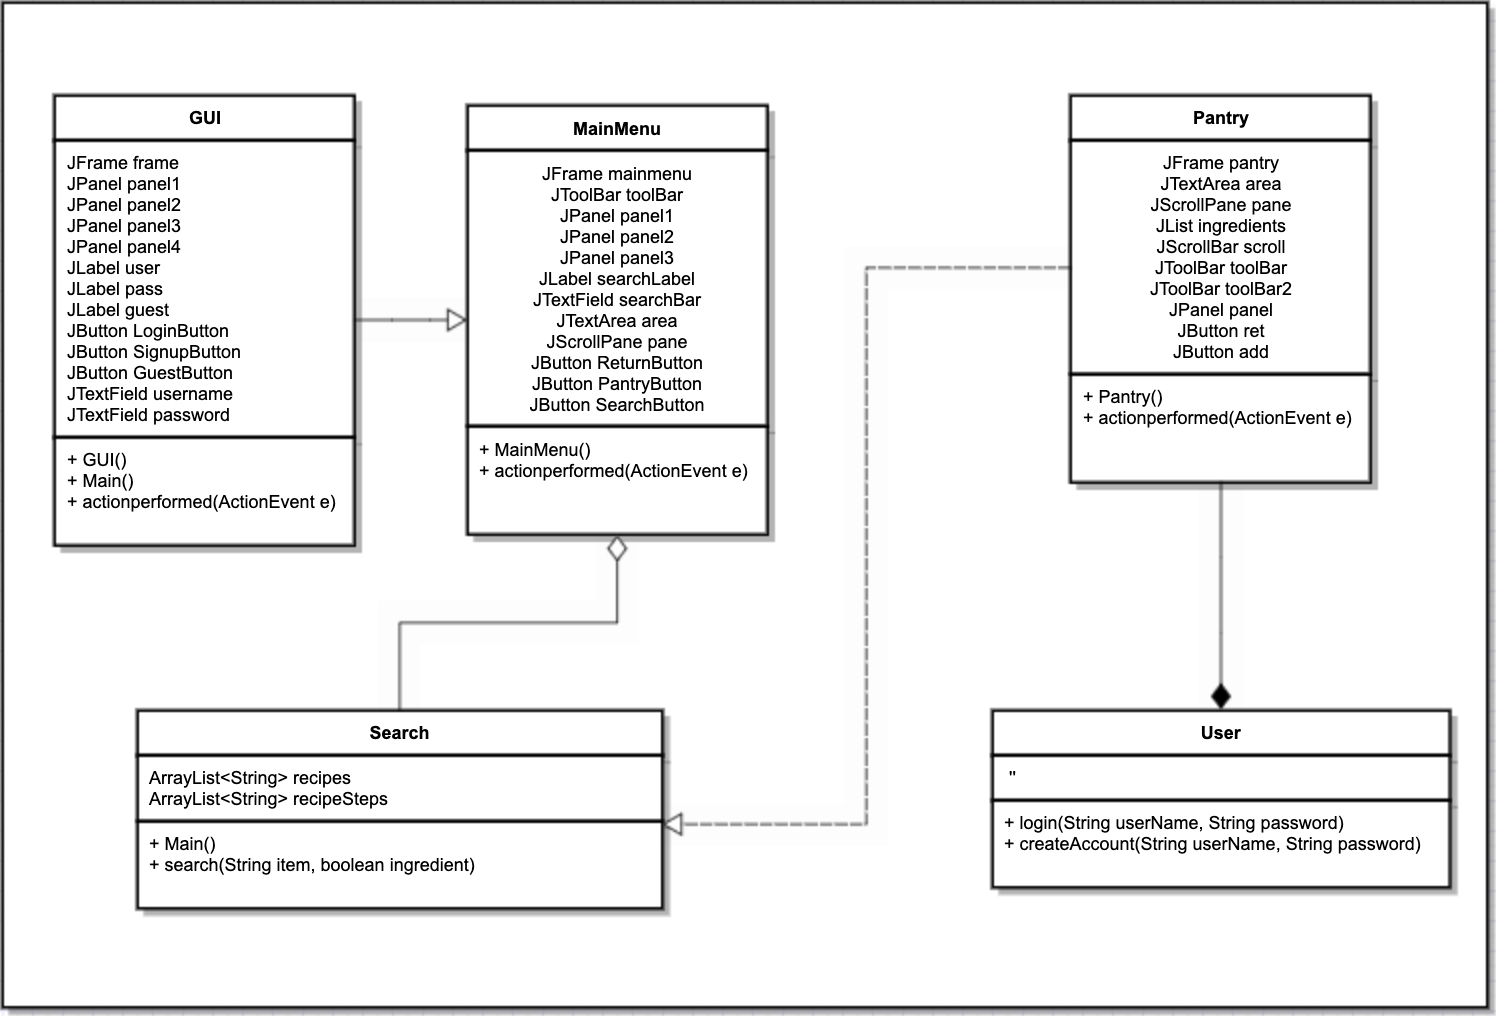 GUI
JFrame frame
JPanel panel1
JPanel panel2
JPanel panel3
JPanel panel4
JLabel user
JLabel pass
JLabel guest
JButton LoginButton
JButton SignupButton
JButton GuestButton
JTextField username
JTextField password
+ GUI()
+ Main()
+ actionperformed(ActionEvent e)
MainMenu
JFrame mainmenu
JToolBar toolBar
JPanel panel1
JPanel panel2
JPanel panel3
JLabel searchLabel
JTextField searchBar
JTextArea area
JScrollPane pane
JButton ReturnButton
JButton PantryButton
JButton SearchButton
+ MainMenu()
+ actionperformed(ActionEvent e)
Pantry
JFrame pantry
JTextArea area
JScrollPane pane
JList ingredients
JScrollBar scroll
JToolBar toolBar
JToolBar toolBar2
JPanel panel
JButton ret
JButton add
+ Pantry()
+ actionperformed(ActionEvent e)
Search
ArrayList<String> recipes
ArrayList<String> recipeSteps
+ Main()
+ search(String item, boolean ingredient)
User
"
+ login(String userName, String password)
+ createAccount(String userName, String password)